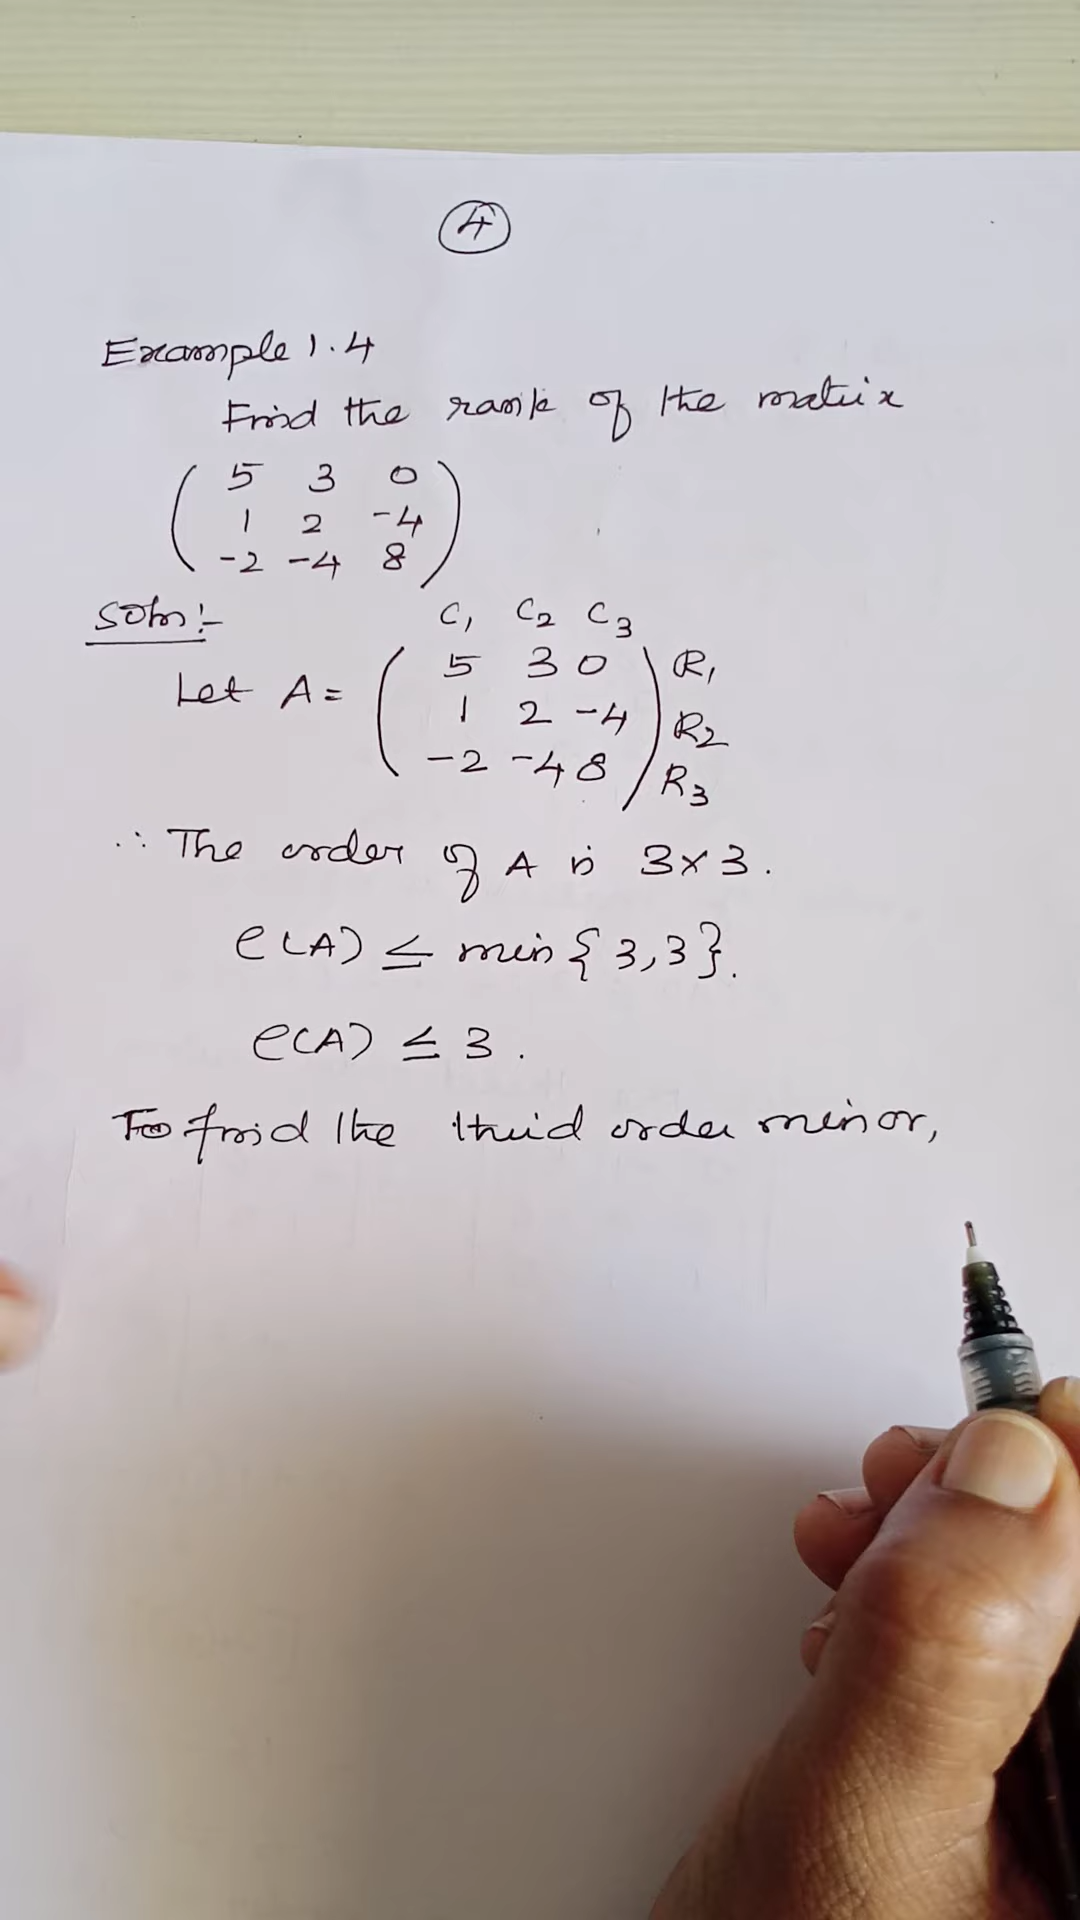 4
Example 1.4
Find the rank of the matrix
5 3 0
1 2 -4
-2 -4 8
Soln:-
C1 C2 C3
5 3 0 R1
Let A = 1 2 -4 R2
-2 -4 8 R3
∴ The order of A is 3×3.
ρ(A) ≤ min{3,3}.
ρ(A) ≤ 3.
To find the third order minor,